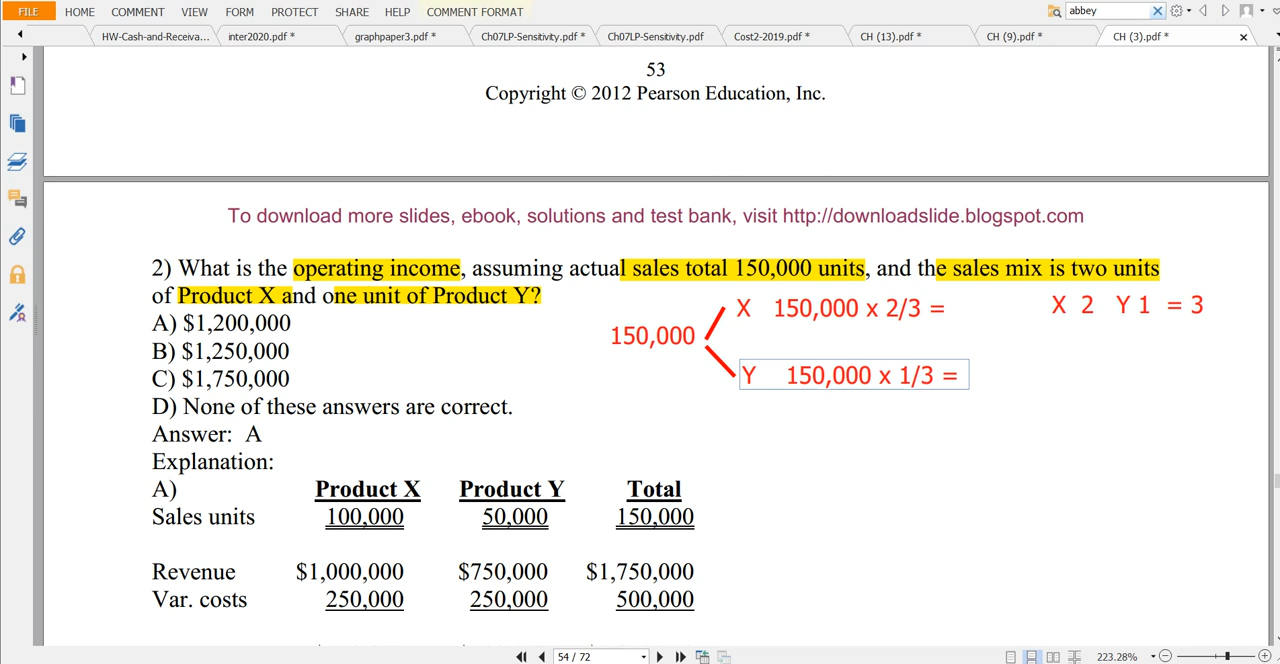 FILE HOME COMMENT VIEW FORM PROTECT SHARE HELP COMMENT FORMAT abbey
HW-Cash-and-Receiva... inter2020.pdf * graphpaper3.pdf * Ch07LP-Sensitivity.pdf * Ch07LP-Sensitivity.pdf Cost2-2019.pdf * CH (13).pdf * CH (9).pdf * CH (3).pdf *
53
Copyright © 2012 Pearson Education, Inc.
To download more slides, ebook, solutions and test bank, visit http://downloadslide.blogspot.com
2) What is the operating income, assuming actual sales total 150,000 units, and the sales mix is two units
of Product X and one unit of Product Y?
A) $1,200,000
X 150,000 x 2/3 =
X 2 Y 1 = 3
150,000
B) $1,250,000
C) $1,750,000
Y 150,000 x 1/3 =
D) None of these answers are correct.
Answer: A
Explanation:
A) Product X Product Y Total
Sales units 100,000 50,000 150,000
Revenue $1,000,000 $750,000 $1,750,000
Var. costs 250,000 250,000 500,000
54 / 72 223.28%